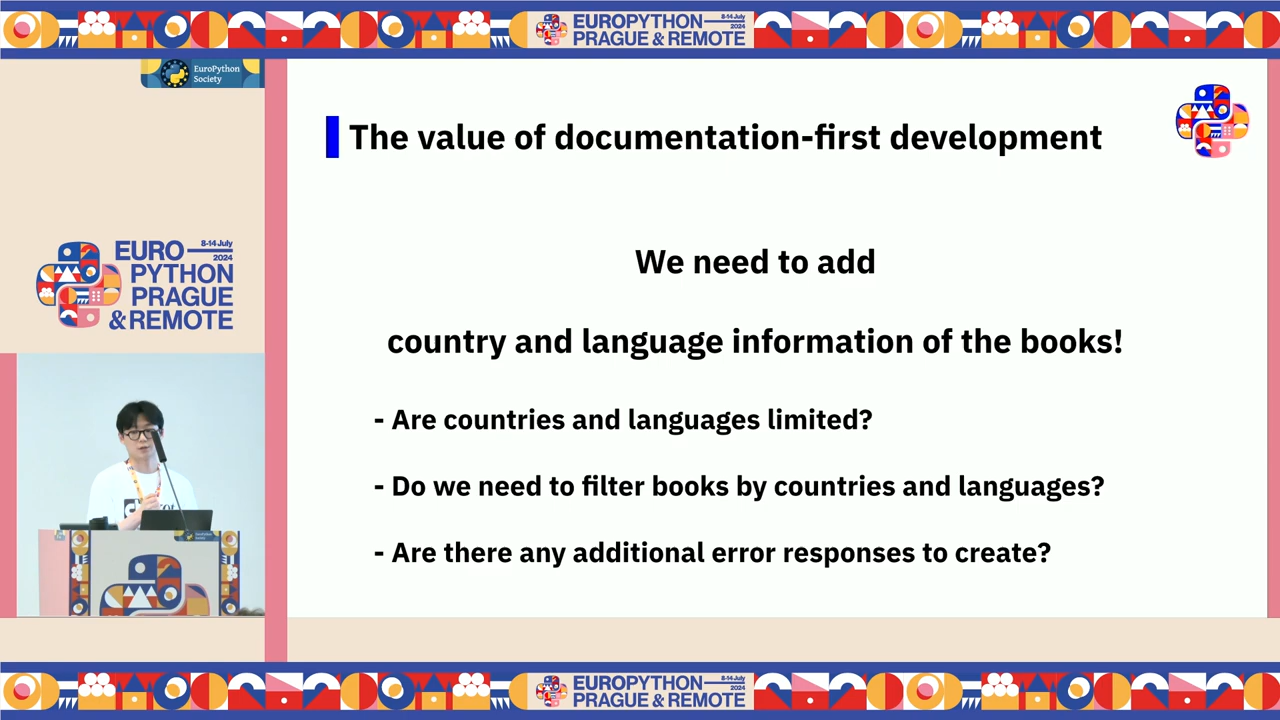 EUROPYTHON
PRAGUE & REMOTE
8-14 July
2024
EuroPython
Society
The value of documentation-first development
EURO
PYTHON
PRAGUE
& REMOTE
8-14 July
2024
We need to add
country and language information of the books!
- Are countries and languages limited?
- Do we need to filter books by countries and languages?
- Are there any additional error responses to create?
EUROPYTHON
PRAGUE & REMOTE
8-14 July
2024